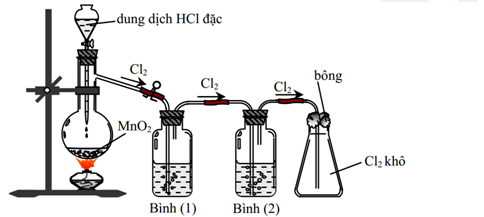 dung dịch HCl đặc
Cl2
Cl2
Cl2
bông
MnO2
Cl2 khô
Bình (1)
Bình (2)